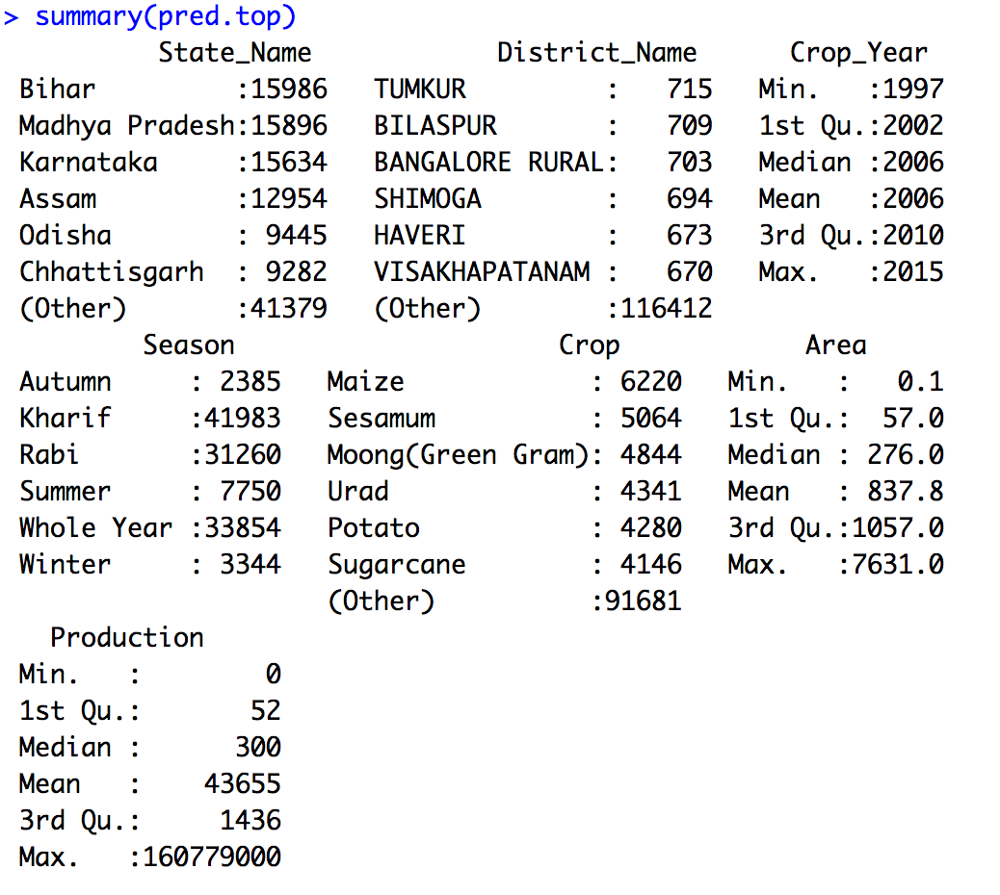 > summary(pred.top)
         State_Name            District_Name      Crop_Year
 Bihar         :15986   TUMKUR         :   715   Min.   :1997
 Madhya Pradesh:15896   BILASPUR       :   709   1st Qu.:2002
 Karnataka     :15634   BANGALORE RURAL:   703   Median :2006
 Assam         :12954   SHIMOGA        :   694   Mean   :2006
 Odisha        : 9445   HAVERI         :   673   3rd Qu.:2010
 Chhattisgarh  : 9282   VISAKHAPATANAM :   670   Max.   :2015
 (Other)       :41379   (Other)        :116412
        Season                     Crop            Area
 Autumn     : 2385   Maize            : 6220   Min.   :   0.1
 Kharif     :41983   Sesamum          : 5064   1st Qu.:  57.0
 Rabi       :31260   Moong(Green Gram): 4844   Median : 276.0
 Summer     : 7750   Urad             : 4341   Mean   : 837.8
 Whole Year :33854   Potato           : 4280   3rd Qu.:1057.0
 Winter     : 3344   Sugarcane        : 4146   Max.   :7631.0
                     (Other)          :91681
   Production
 Min.   :        0
 1st Qu.:       52
 Median :      300
 Mean   :    43655
 3rd Qu.:     1436
 Max.   :160779000